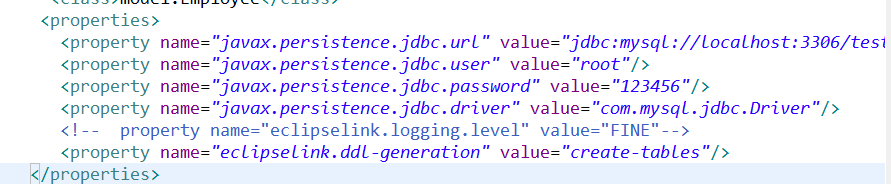 <class>model.Employee</class>
<properties>
<property name="javax.persistence.jdbc.url" value="jdbc:mysql://localhost:3306/test
<property name="javax.persistence.jdbc.user" value="root"/>
<property name="javax.persistence.jdbc.password" value="123456"/>
<property name="javax.persistence.jdbc.driver" value="com.mysql.jdbc.Driver"/>
<!--  property name="eclipselink.logging.level" value="FINE"-->
<property name="eclipselink.ddl-generation" value="create-tables"/>
</properties>